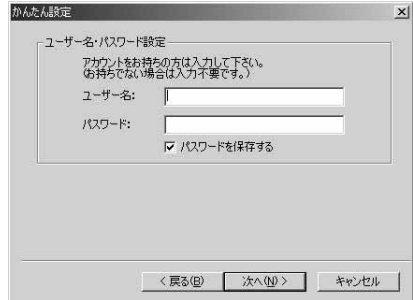 かんたん設定
ユーザー名・パスワード設定
アカウントをお持ちの方は入力して下さい。
(お持ちでない場合は入力不要です。)
ユーザー名:
パスワード:
パスワードを保存する
< 戻る(B)
次へ(N) >
キャンセル